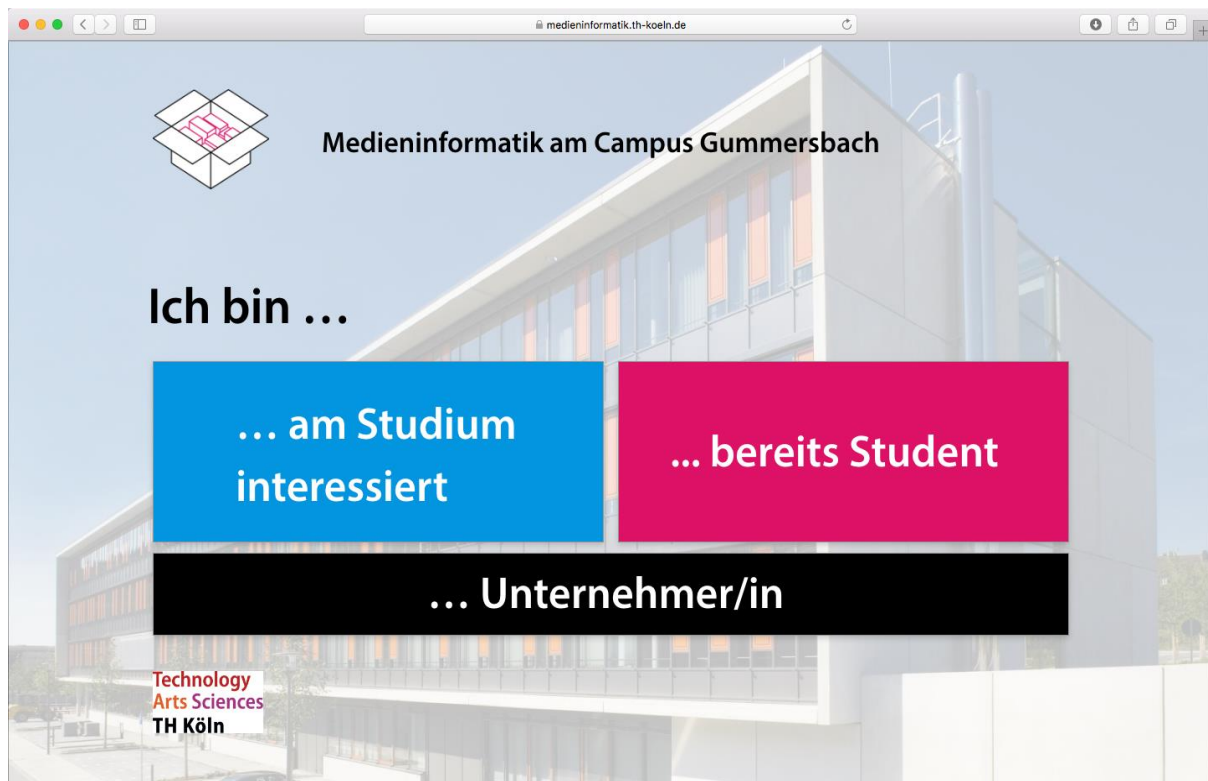 medieninformatik.th-koeln.de
Medieninformatik am Campus Gummersbach
Ich bin …
… am Studium
interessiert
... bereits Student
… Unternehmer/in
Technology
Arts Sciences
TH Köln